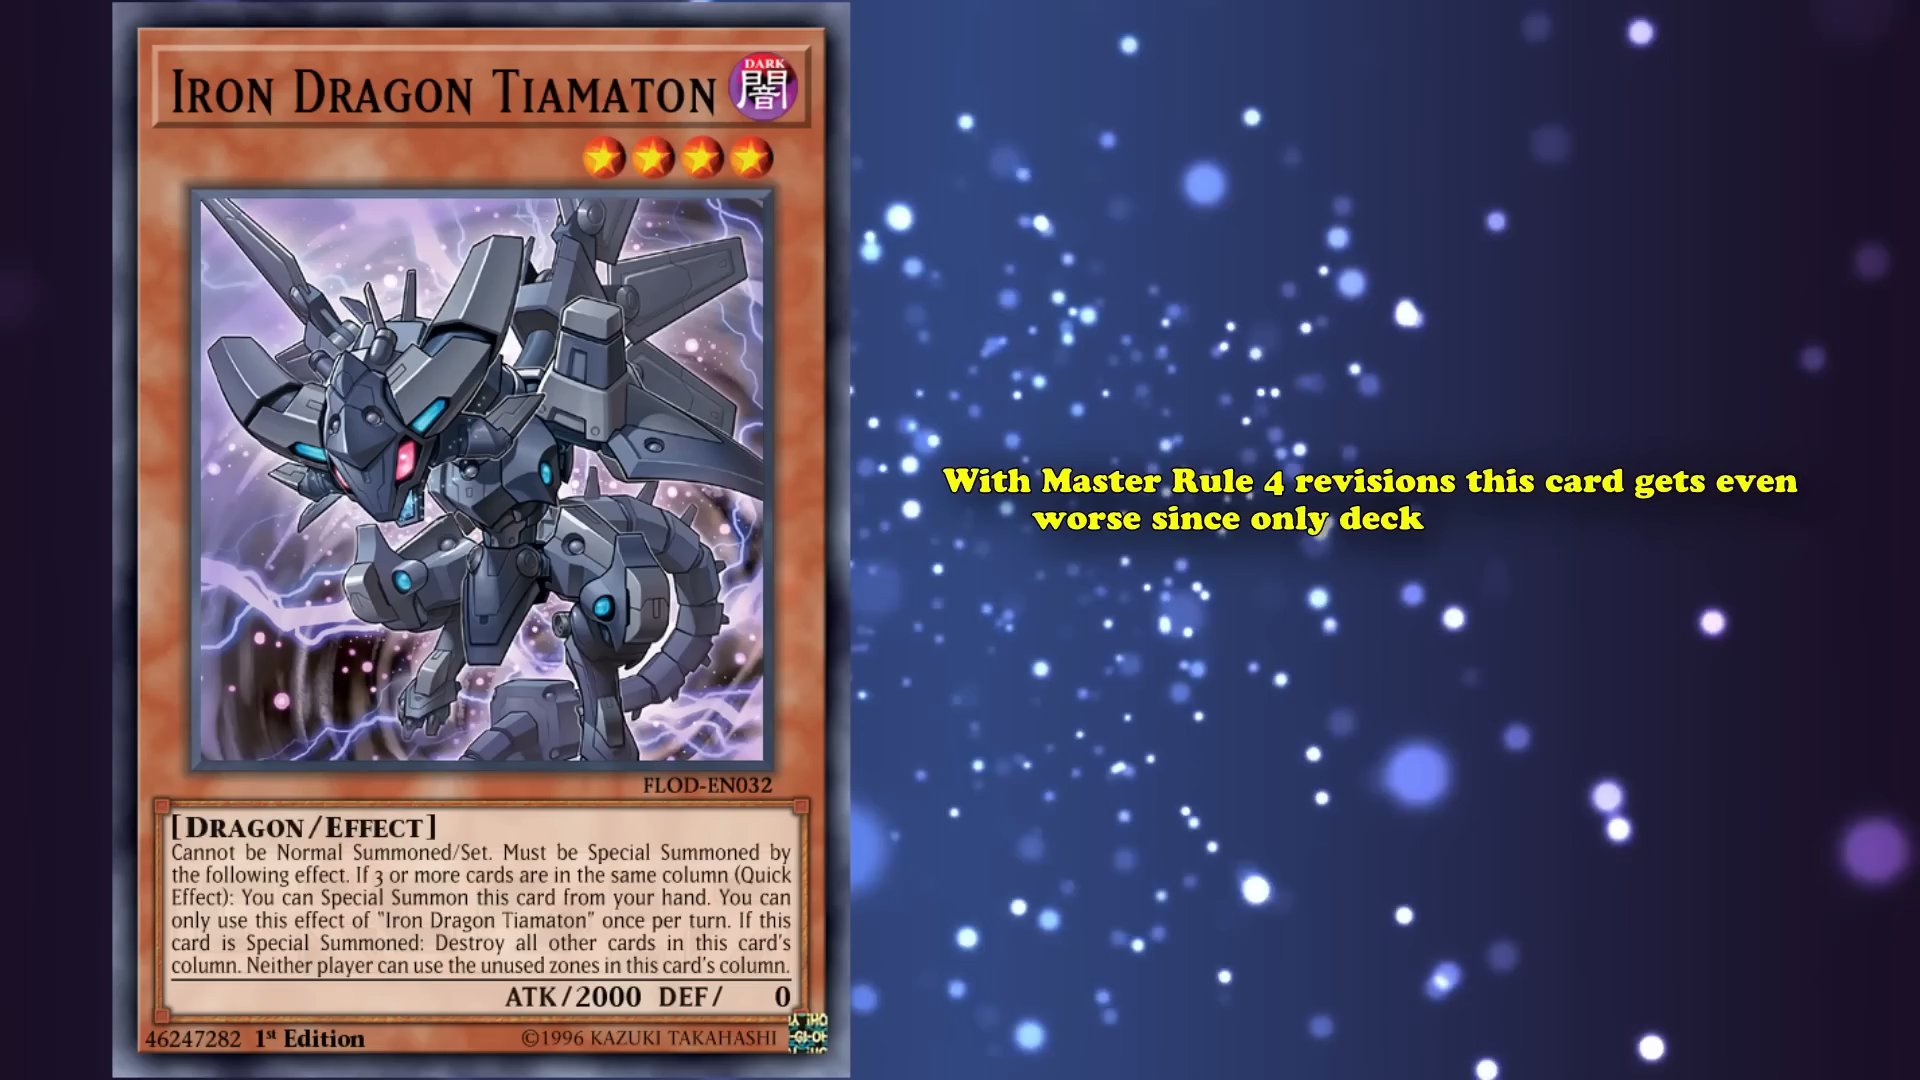 IRON DRAGON TIAMATON
DARK
闇
FLOD-EN032
[DRAGON/EFFECT]
Cannot be Normal Summoned/Set. Must be Special Summoned by
the following effect. If 3 or more cards are in the same column (Quick
Effect): You can Special Summon this card from your hand. You can
only use this effect of "Iron Dragon Tiamaton" once per turn. If this
card is Special Summoned: Destroy all other cards in this card's
column. Neither player can use the unused zones in this card's column.
ATK/2000 DEF/ 0
46247282 1st Edition ©1996 KAZUKI TAKAHASHI
With Master Rule 4 revisions this card gets even
worse since only deck